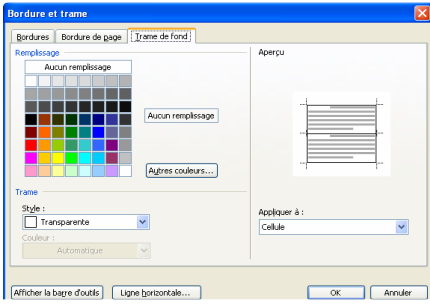 Bordure et trame
Bordures
Bordure de page
Trame de fond
Remplissage
Aucun remplissage
Aucun remplissage
Autres couleurs...
Trame
Style :
Transparente
Couleur :
Automatique
Aperçu
Appliquer à :
Cellule
Afficher la barre d'outils
Ligne horizontale...
OK
Annuler